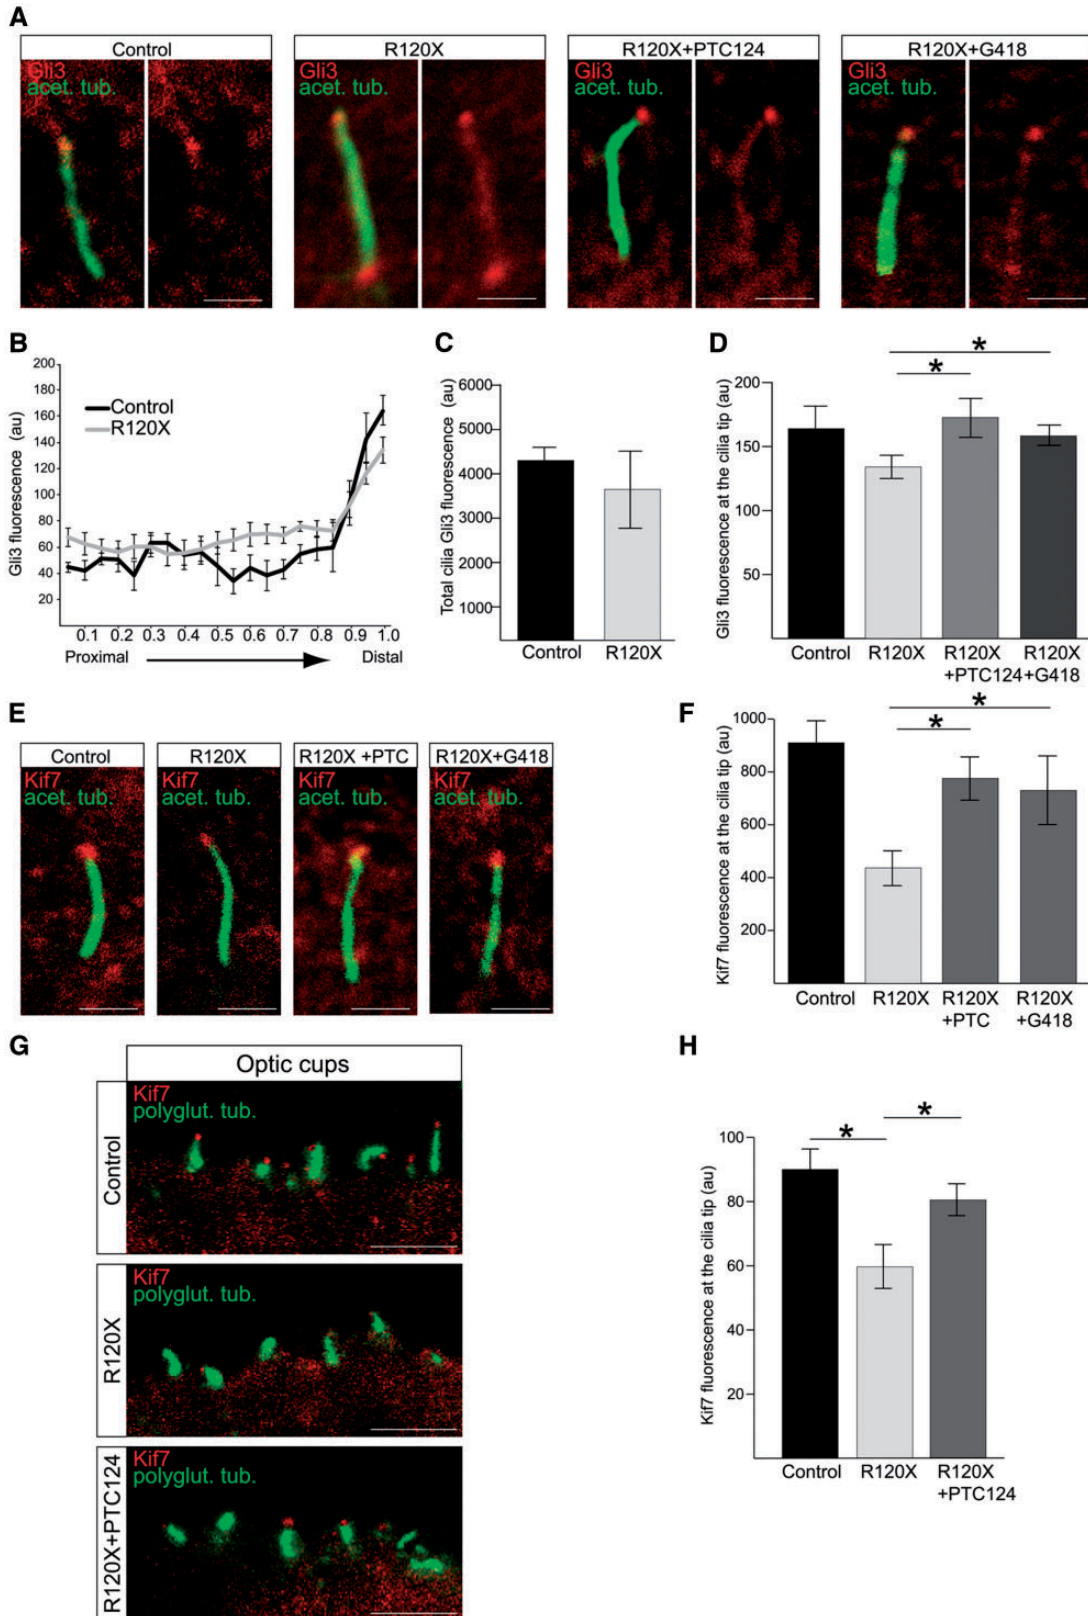 A
Control
R120X
R120X+PTC124
R120X+G418
Gli3
acet. tub.
Gli3
acet. tub.
Gli3
acet. tub.
Gli3
acet. tub.
B
Gli3 fluorescence (au)
200
180
160
140
120
100
80
60
40
20
Control
R120X
0.1 0.2 0.3 0.4 0.5 0.6 0.7 0.8 0.9 1.0
Proximal Distal
C
Total cilia Gli3 fluorescence (au)
6000
5000
4000
3000
2000
1000
Control R120X
D
Gli3 fluorescence at the cilia tip (au)
200
150
100
50
*
*
Control R120X R120X R120X
+PTC124+G418
E
Control
R120X
R120X +PTC
R120X+G418
Kif7
acet. tub.
Kif7
acet. tub.
Kif7
acet. tub.
Kif7
acet. tub.
F
Kif7 fluorescence at the cilia tip (au)
1000
800
600
400
200
*
*
Control R120X R120X R120X
+PTC +G418
G
Optic cups
Control
Kif7
polyglut. tub.
R120X
Kif7
polyglut. tub.
R120X+PTC124
Kif7
polyglut. tub.
H
Kif7 fluorescence at the cilia tip (au)
100
80
60
40
20
*
*
Control R120X R120X
+PTC124